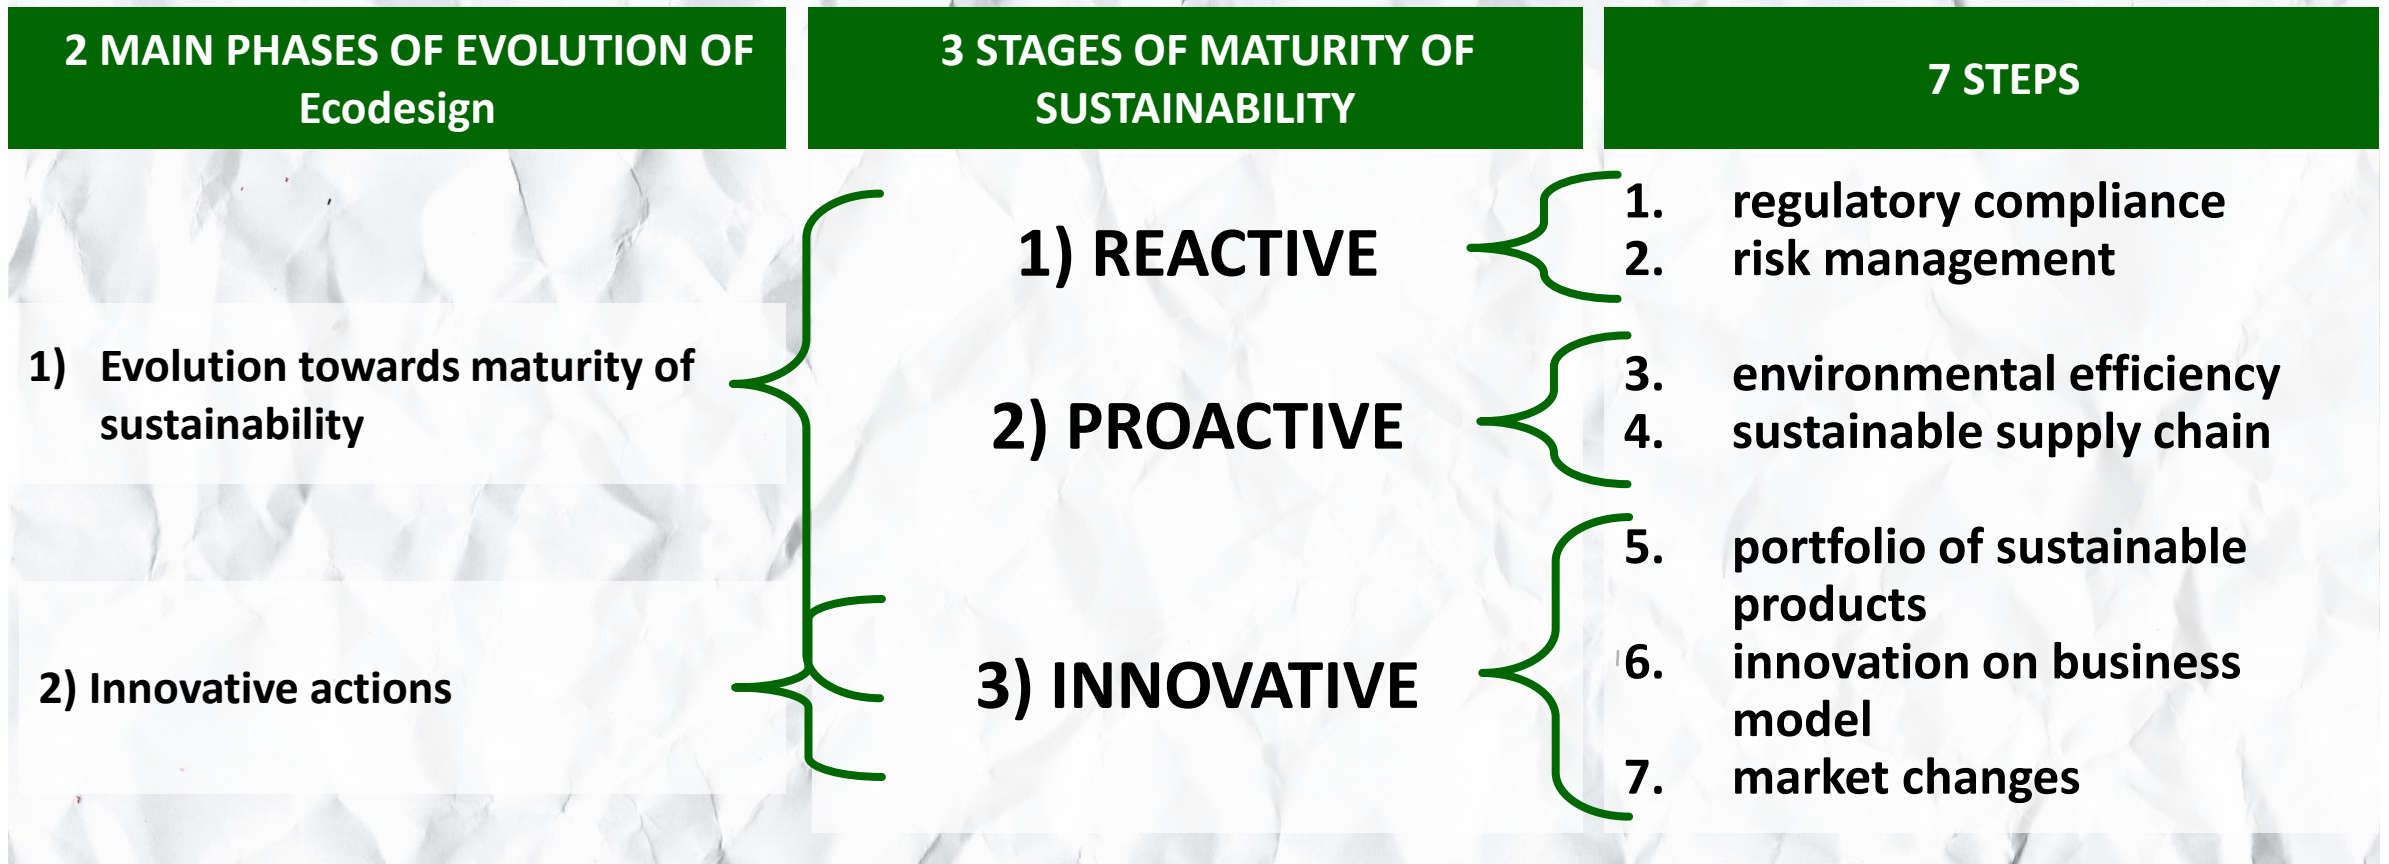 2 MAIN PHASES OF EVOLUTION OF
Ecodesign
3 STAGES OF MATURITY OF
SUSTAINABILITY
7 STEPS
1) Evolution towards maturity of
sustainability
2) Innovative actions
1) REACTIVE
2) PROACTIVE
3) INNOVATIVE
1. regulatory compliance
2. risk management
3. environmental efficiency
4. sustainable supply chain
5. portfolio of sustainable
products
6. innovation on business
model
7. market changes